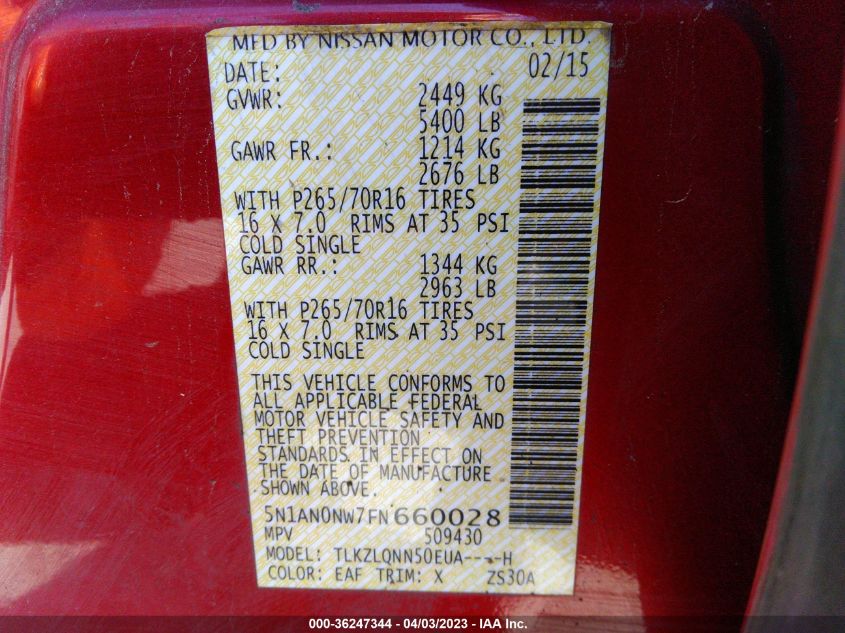 MFD BY NISSAN MOTOR CO., LTD.
DATE: 02/15
GVWR: 2449 KG
5400 LB
GAWR FR.: 1214 KG
2676 LB
WITH P265/70R16 TIRES
16 X 7.0 RIMS AT 35 PSI
COLD SINGLE
GAWR RR.: 1344 KG
2963 LB
WITH P265/70R16 TIRES
16 X 7.0 RIMS AT 35 PSI
COLD SINGLE
THIS VEHICLE CONFORMS TO
ALL APPLICABLE FEDERAL
MOTOR VEHICLE SAFETY AND
THEFT PREVENTION
STANDARDS IN EFFECT ON
THE DATE OF MANUFACTURE
SHOWN ABOVE.
5N1AN0NW7FN660028
MPV 509430
MODEL: TLKZLQNN50EUA----H
COLOR: EAF TRIM: X ZS30A
000-36247344 - 04/03/2023 - IAA Inc.